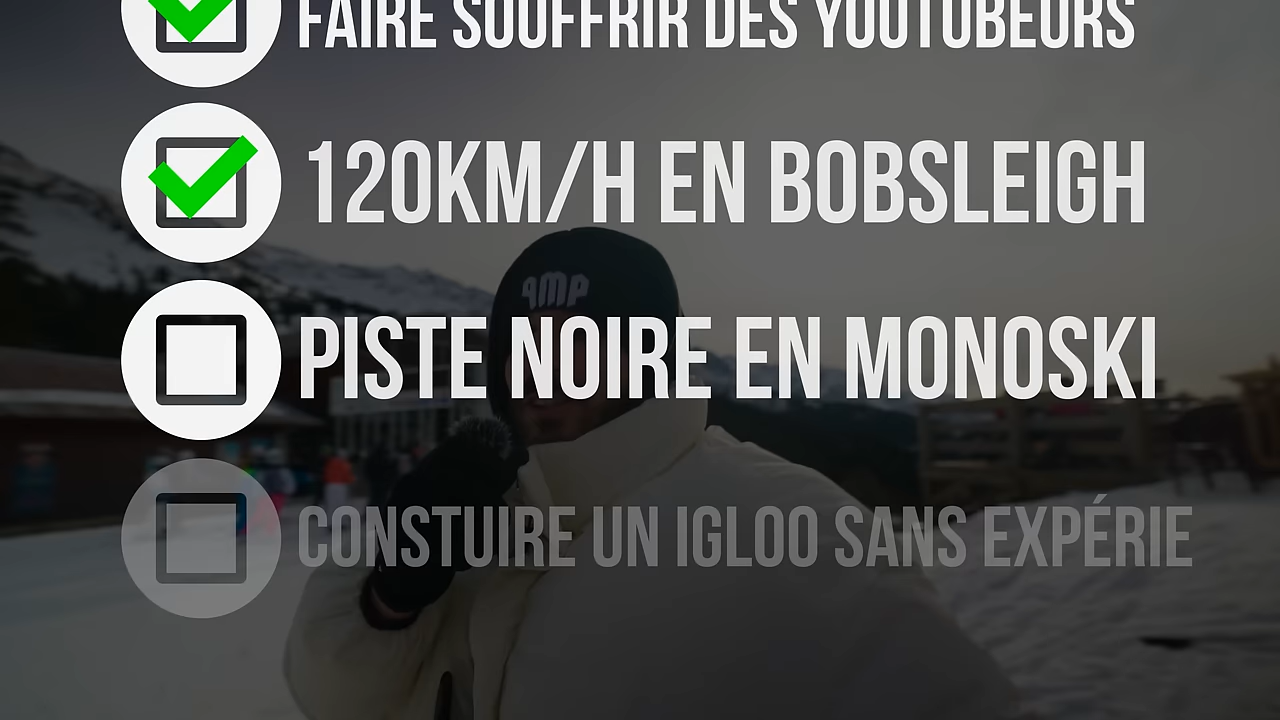 FAIRE SOUFFRIR DES YOUTUBEURS
120KM/H EN BOBSLEIGH
PISTE NOIRE EN MONOSKI
CONSTUIRE UN IGLOO SANS EXPÉRIE